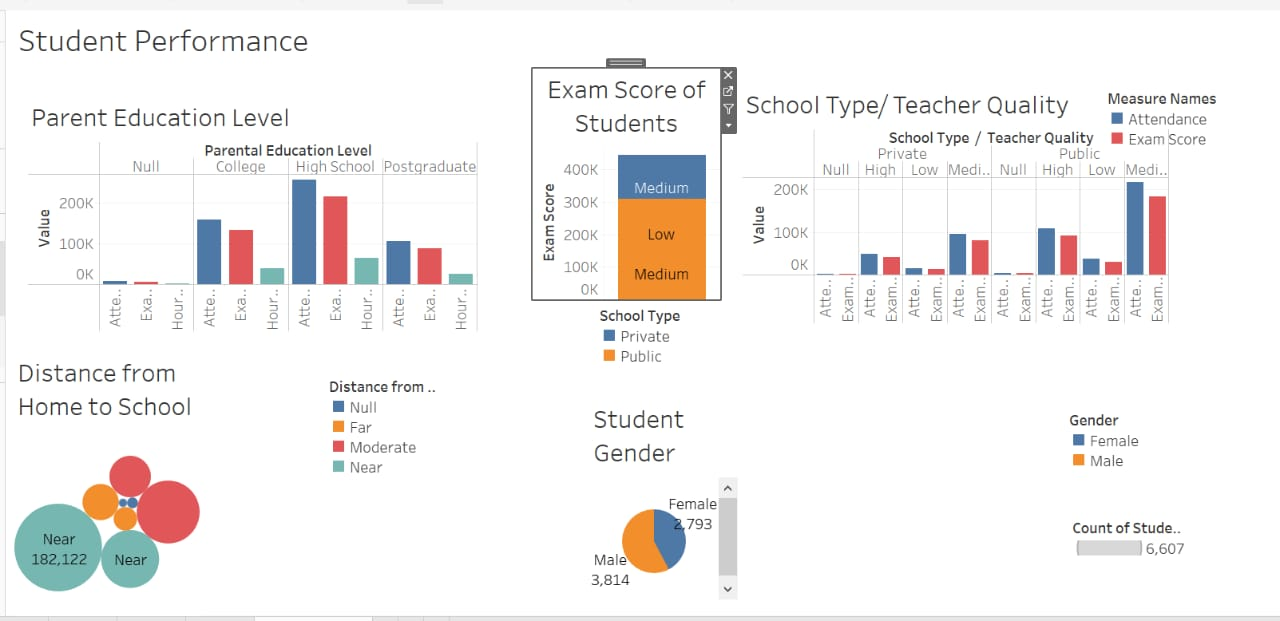 Student Performance
Parent Education Level
Parental Education Level
Null College High School Postgraduate
Value
200K
100K
0K
Atte.. Exa.. Hour.. Atte.. Exa.. Hour.. Atte.. Exa.. Hour.. Atte.. Exa.. Hour..
Exam Score of
Students
Exam Score
400K
300K
200K
100K
0K
Medium
Low
Medium
School Type
Private
Public
School Type/ Teacher Quality
School Type / Teacher Quality
Private Public
Null High Low Medi.. Null High Low Medi..
Value
200K
100K
0K
Atte.. Exam.. Atte.. Exam.. Atte.. Exam.. Atte.. Exam.. Atte.. Exam.. Atte.. Exam.. Atte.. Exam.. Atte.. Exam..
Measure Names
Attendance
Exam Score
Distance from
Home to School
Near
182,122
Near
Distance from ..
Null
Far
Moderate
Near
Student
Gender
Female
2,793
Male
3,814
Gender
Female
Male
Count of Stude..
6,607